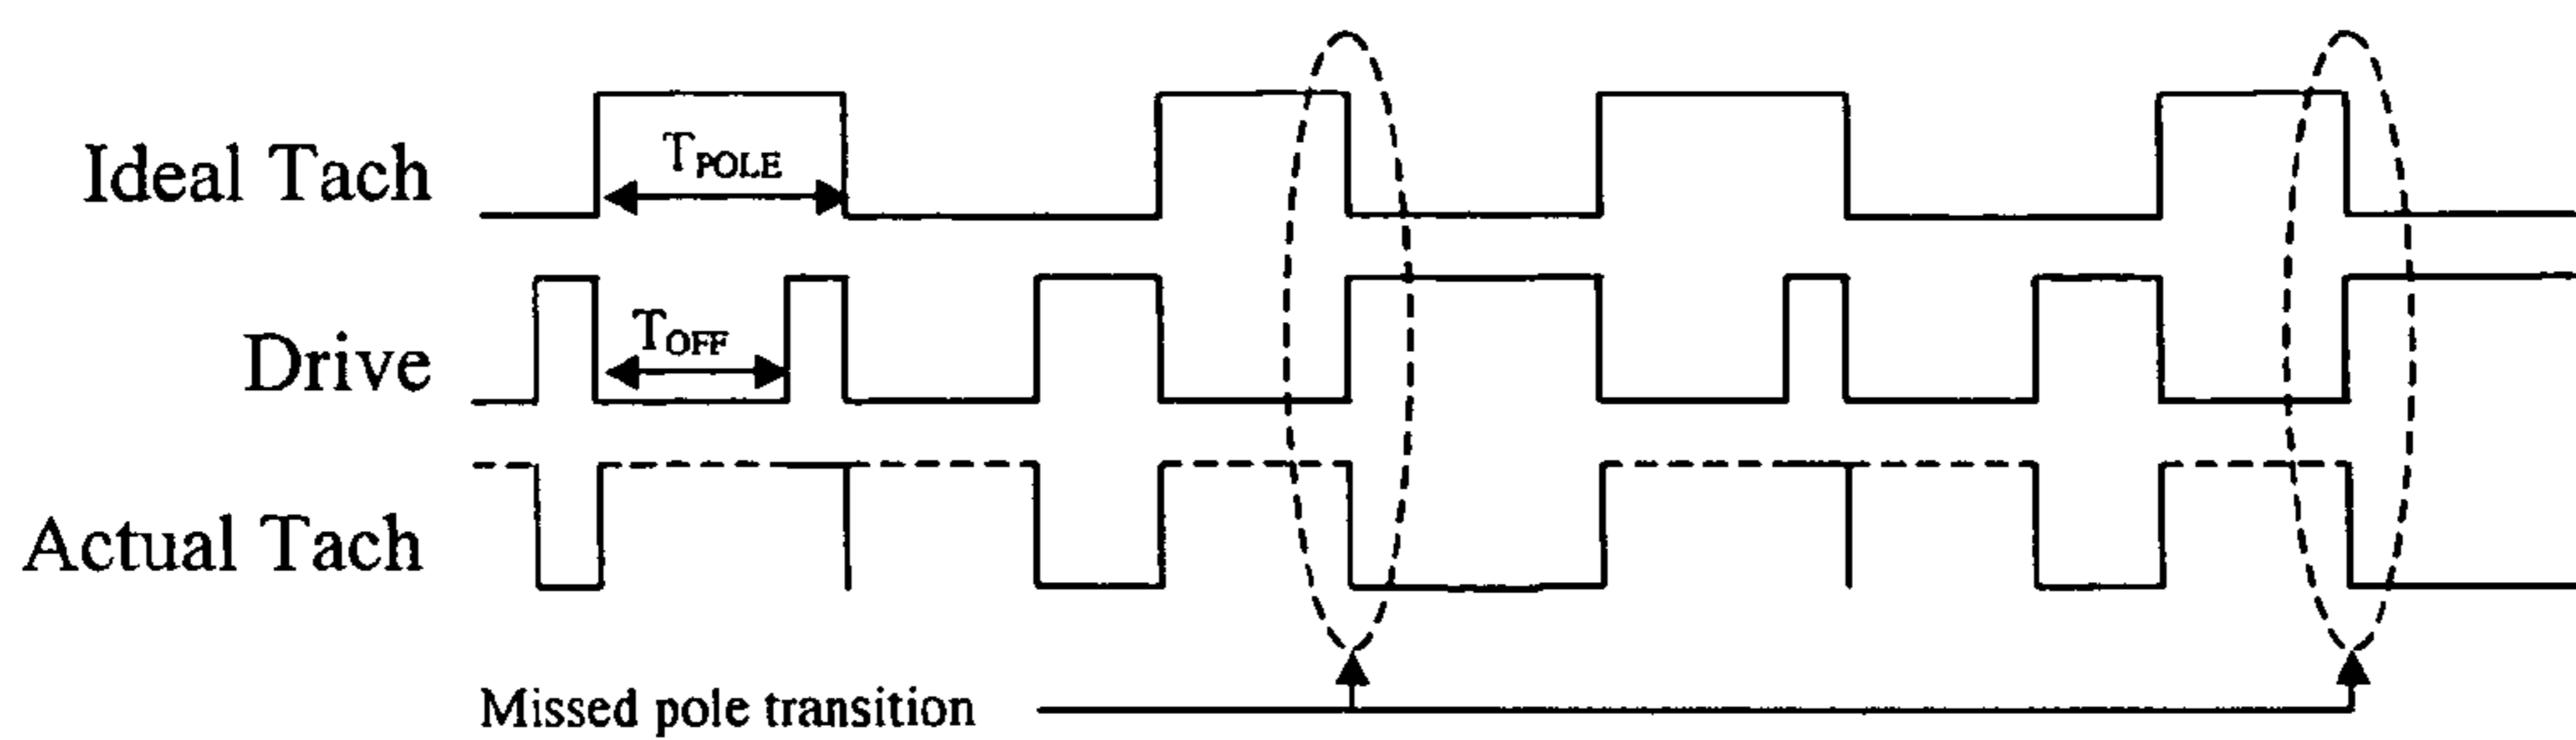 Ideal Tach
TPOLE
Drive
TOFF
Actual Tach
Missed pole transition